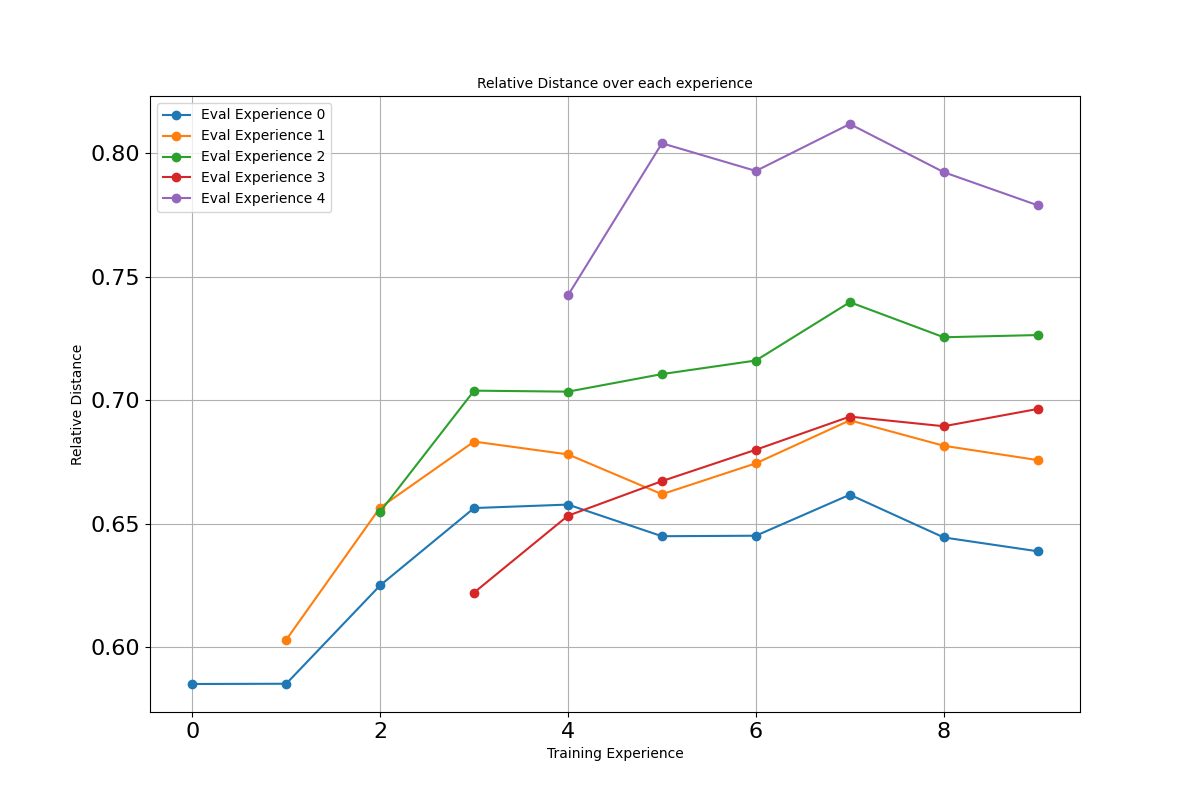 Relative Distance over each experience
Eval Experience 0
Eval Experience 1
Eval Experience 2
Eval Experience 3
Eval Experience 4
0.80
0.75
0.70
0.65
0.60
Relative Distance
0 2 4 6 8
Training Experience